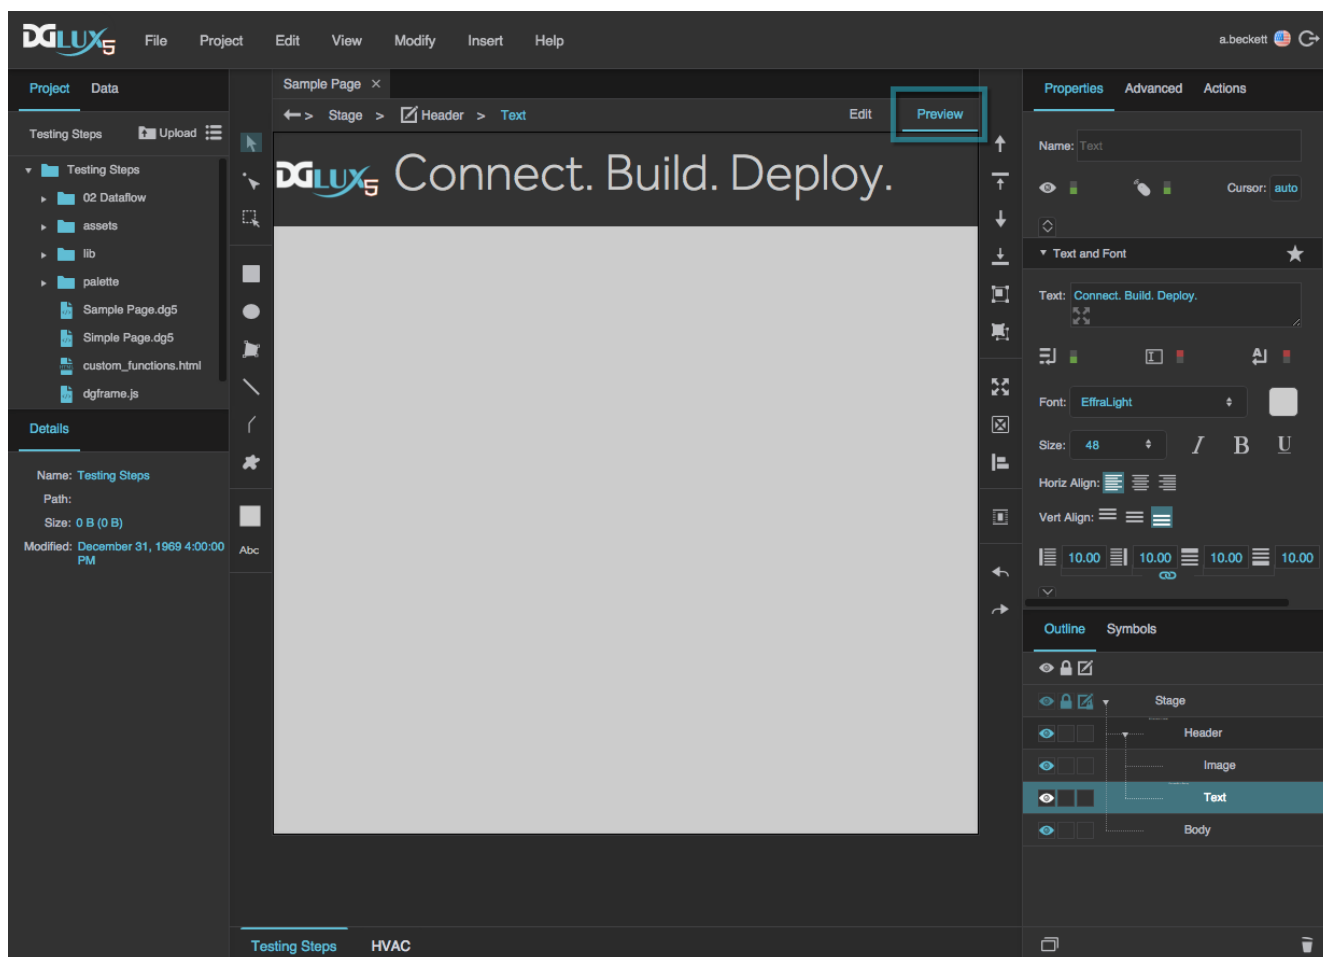 DGLUX5
File Project Edit View Modify Insert Help
a.beckett
Project Data
Testing Steps Upload
Testing Steps
02 Dataflow
assets
lib
palette
Sample Page.dg5
Simple Page.dg5
custom_functions.html
dgframe.js
Details
Name: Testing Steps
Path:
Size: 0 B (0 B)
Modified: December 31, 1969 4:00:00
PM
Abc
Sample Page ×
> Stage > Header > Text
Edit Preview
DGLUX5 Connect. Build. Deploy.
Testing Steps HVAC
Properties Advanced Actions
Name: Text
Cursor: auto
Text and Font
Text: Connect. Build. Deploy.
Font: EffraLight
Size: 48 I B U
Horiz Align:
Vert Align:
10.00 10.00 10.00 10.00
Outline Symbols
Stage
Header
Image
Text
Body